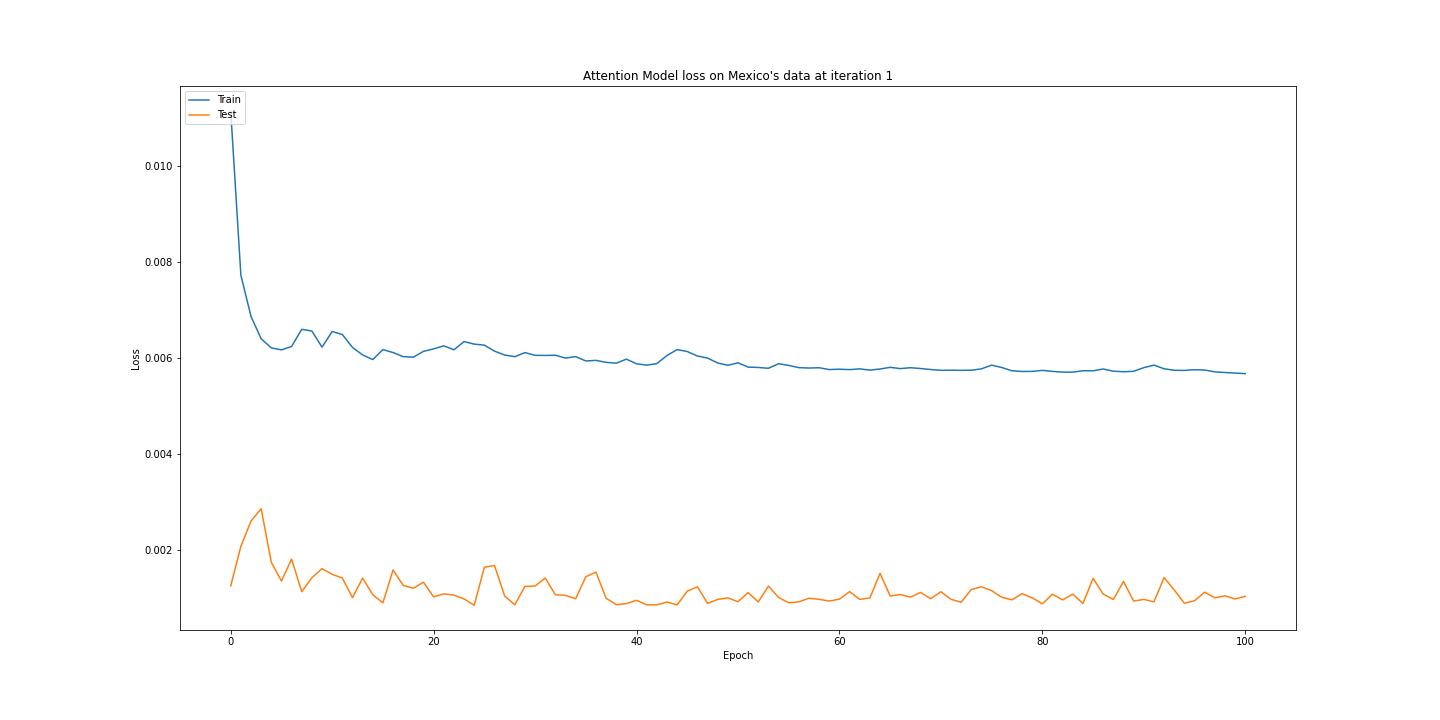 Attention Model loss on Mexico's data at iteration 1
Train
Test
0.010
0.008
0.006
0.004
0.002
Loss
0 20 40 60 80 100
Epoch